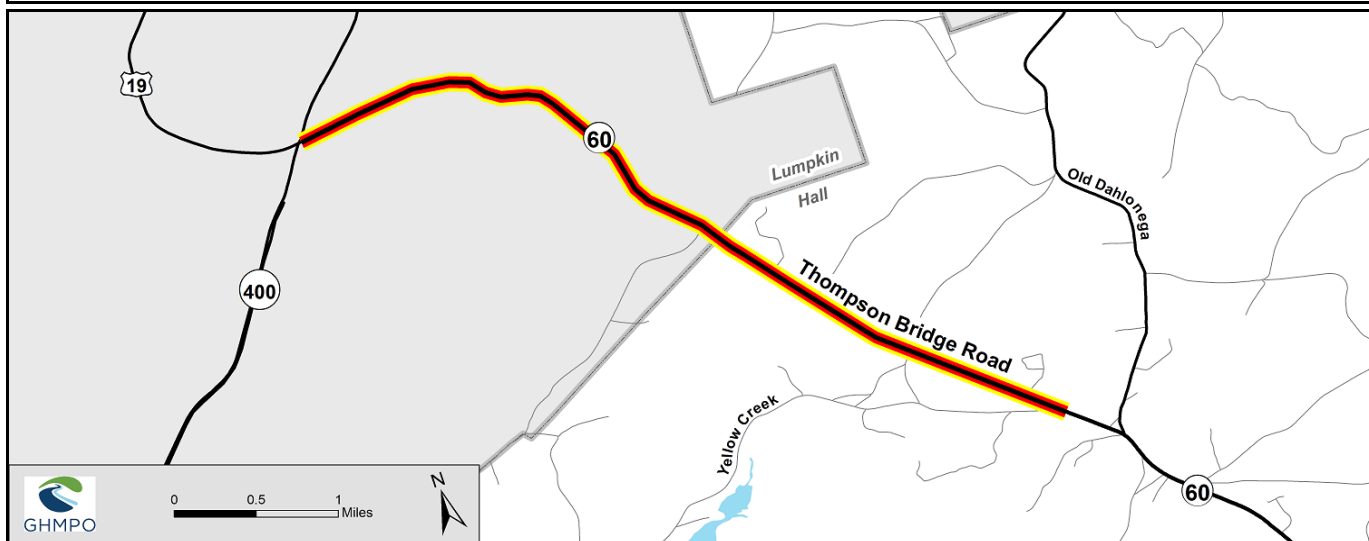 19
60
Lumpkin
Hall
Old Dahlonega
400
Thompson Bridge Road
Yellow Creek
60
GHMPO
0 0.5 1
Miles
N